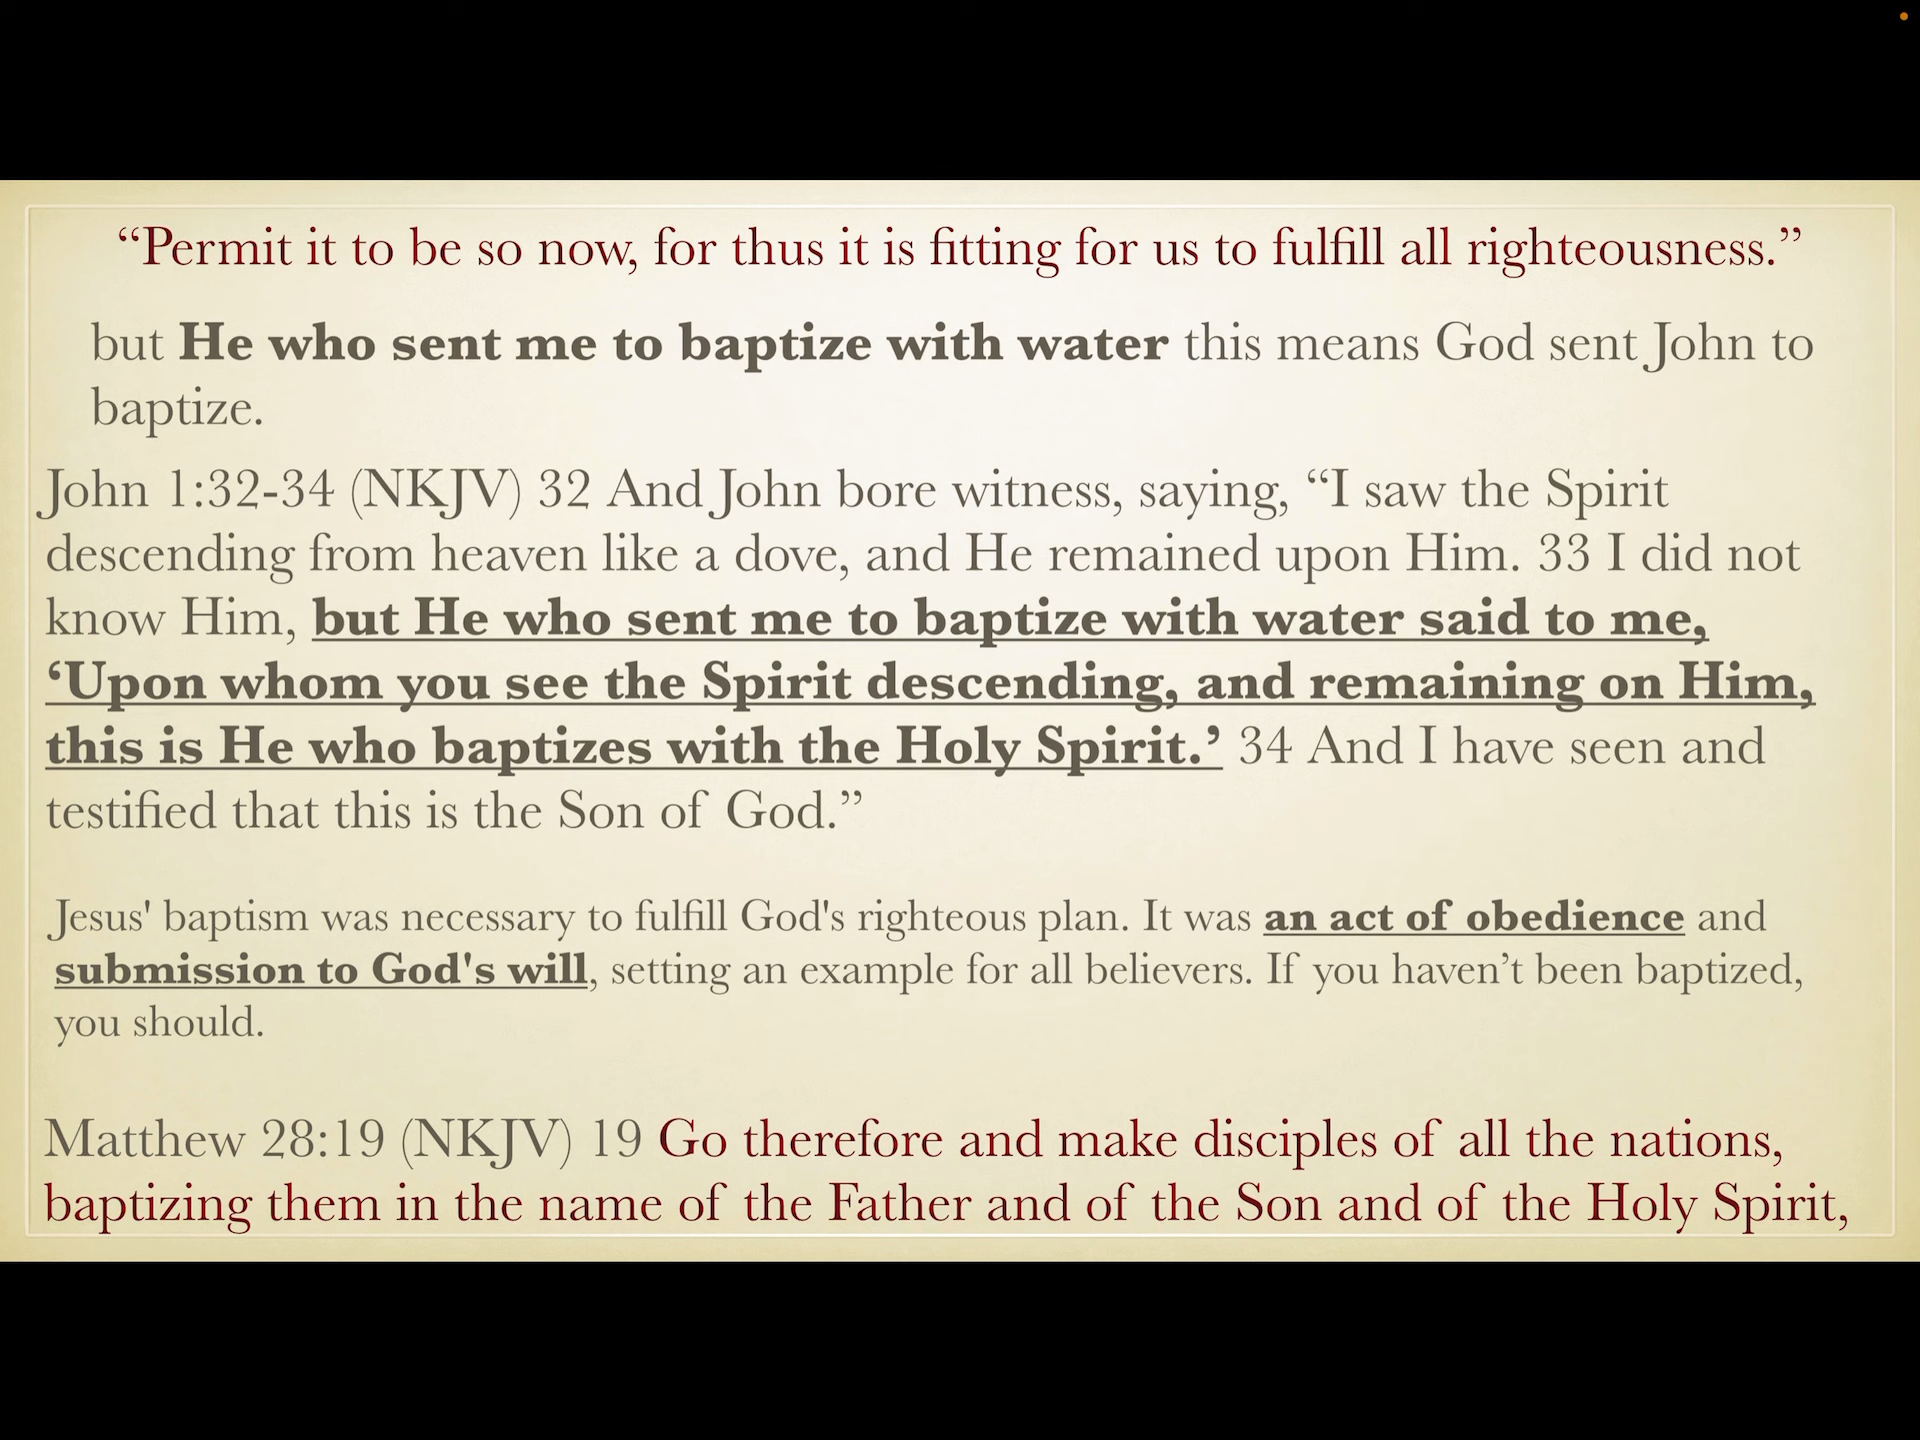 “Permit it to be so now, for thus it is fitting for us to fulfill all righteousness.”
but He who sent me to baptize with water this means God sent John to
baptize.
John 1:32-34 (NKJV) 32 And John bore witness, saying, “I saw the Spirit
descending from heaven like a dove, and He remained upon Him. 33 I did not
know Him, but He who sent me to baptize with water said to me,
‘Upon whom you see the Spirit descending, and remaining on Him,
this is He who baptizes with the Holy Spirit.’ 34 And I have seen and
testified that this is the Son of God.”
Jesus' baptism was necessary to fulfill God's righteous plan. It was an act of obedience and
submission to God's will, setting an example for all believers. If you haven’t been baptized,
you should.
Matthew 28:19 (NKJV) 19 Go therefore and make disciples of all the nations,
baptizing them in the name of the Father and of the Son and of the Holy Spirit,